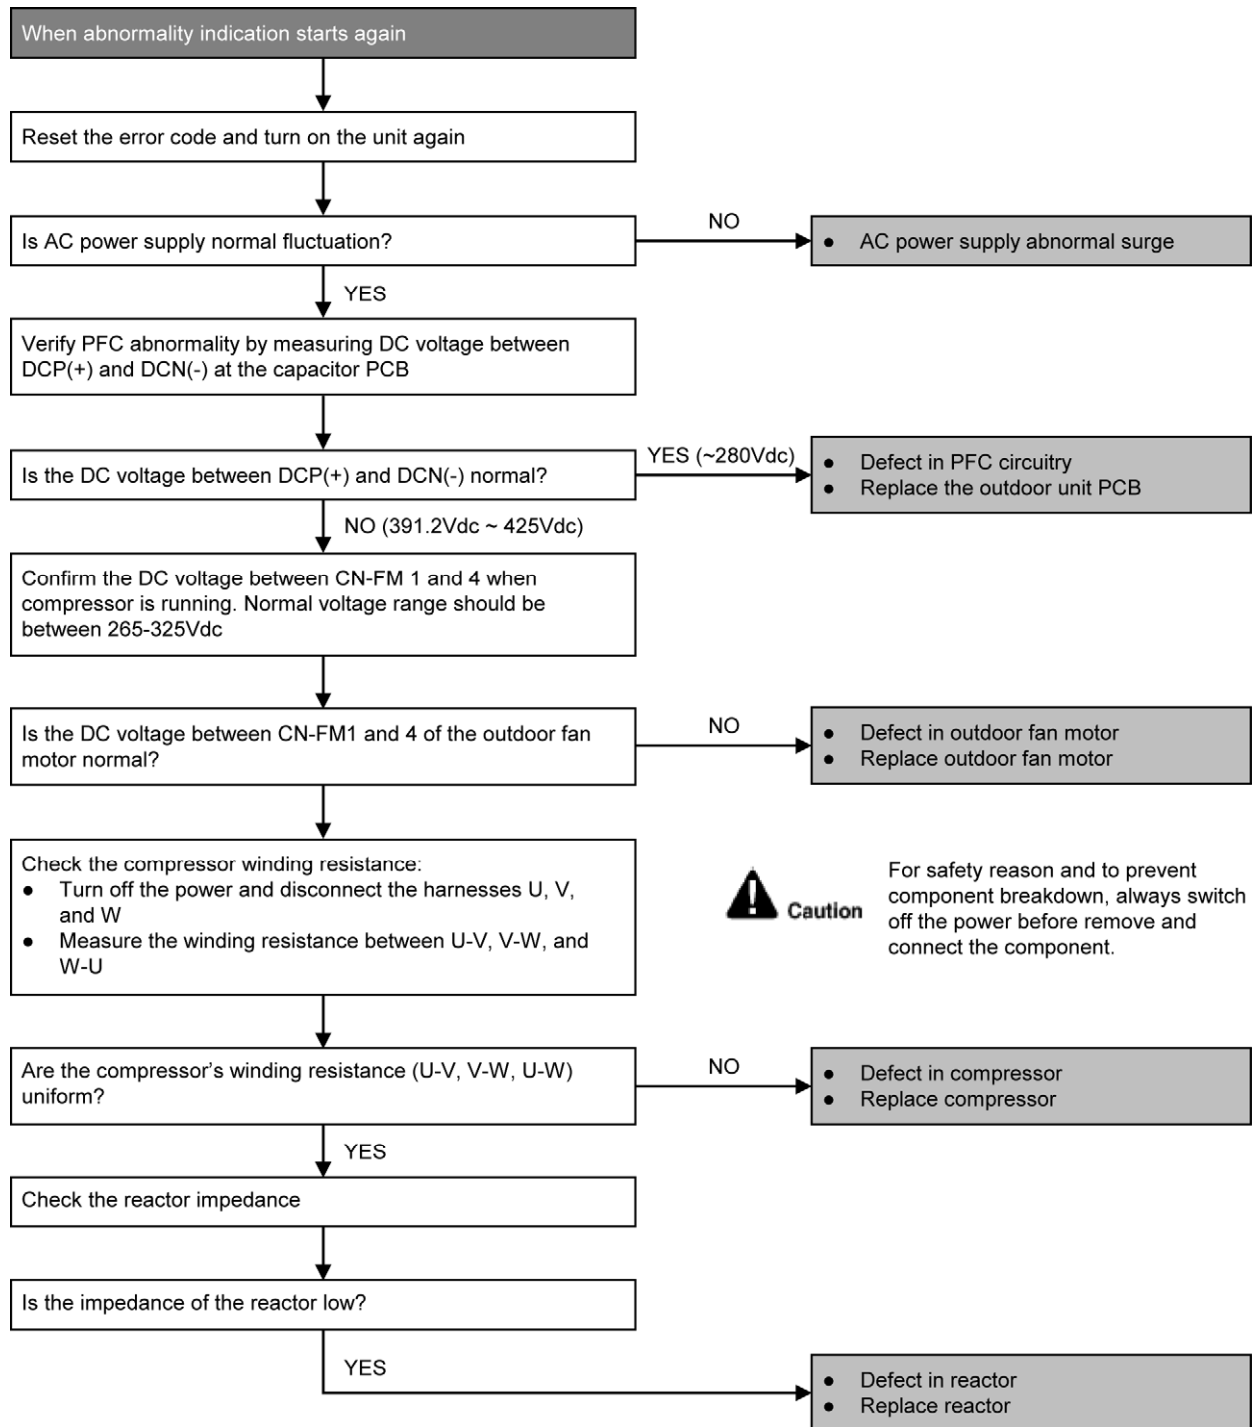 When abnormality indication starts again
Reset the error code and turn on the unit again
Is AC power supply normal fluctuation?
NO
● AC power supply abnormal surge
YES
Verify PFC abnormality by measuring DC voltage between
DCP(+) and DCN(-) at the capacitor PCB
Is the DC voltage between DCP(+) and DCN(-) normal?
YES (~280Vdc)
● Defect in PFC circuitry
● Replace the outdoor unit PCB
NO (391.2Vdc ~ 425Vdc)
Confirm the DC voltage between CN-FM 1 and 4 when
compressor is running. Normal voltage range should be
between 265-325Vdc
Is the DC voltage between CN-FM1 and 4 of the outdoor fan
motor normal?
NO
● Defect in outdoor fan motor
● Replace outdoor fan motor
Check the compressor winding resistance:
● Turn off the power and disconnect the harnesses U, V,
and W
● Measure the winding resistance between U-V, V-W, and
W-U
Caution
For safety reason and to prevent
component breakdown, always switch
off the power before remove and
connect the component.
Are the compressor’s winding resistance (U-V, V-W, U-W)
uniform?
NO
● Defect in compressor
● Replace compressor
YES
Check the reactor impedance
Is the impedance of the reactor low?
YES
● Defect in reactor
● Replace reactor